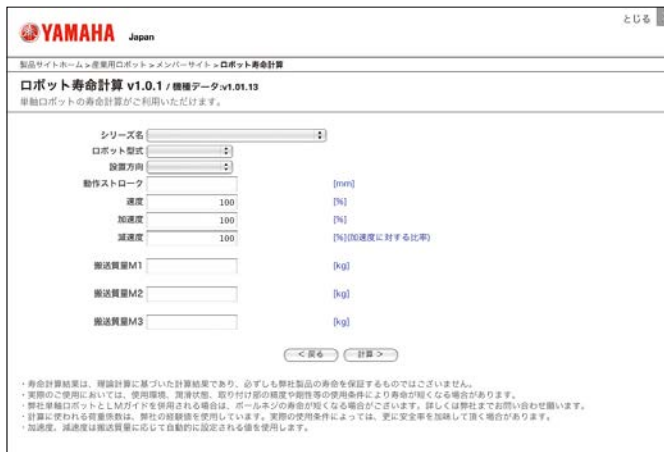 とじる
YAMAHA Japan
製品サイトホーム > 産業用ロボット > メンバーサイト > ロボット寿命計算
ロボット寿命計算 v1.0.1 / 機種データ:v1.01.13
単軸ロボットの寿命計算がご利用いただけます。
シリーズ名
ロボット型式
設置方向
動作ストローク [mm]
速度 100 [%]
加速度 100 [%]
減速度 100 [%](加速度に対する比率)
搬送質量M1 [kg]
搬送質量M2 [kg]
搬送質量M3 [kg]
< 戻る 計算 >
・寿命計算結果は、理論計算に基づいた計算結果であり、必ずしも弊社製品の寿命を保証するものではございません。
・実際のご使用においては、使用環境、潤滑状態、取り付け部の精度や剛性等の使用条件により寿命が短くなる場合があります。
・弊社単軸ロボットとLMガイドを併用される場合は、ボールネジの寿命が短くなる場合がございます。詳しくは弊社までお問い合わせ願います。
・計算に使われる荷重係数は、弊社の経験値を使用しています。実際の使用条件によっては、更に安全率を加味して頂く場合があります。
・加速度、減速度は搬送質量に応じて自動的に設定される値を使用します。